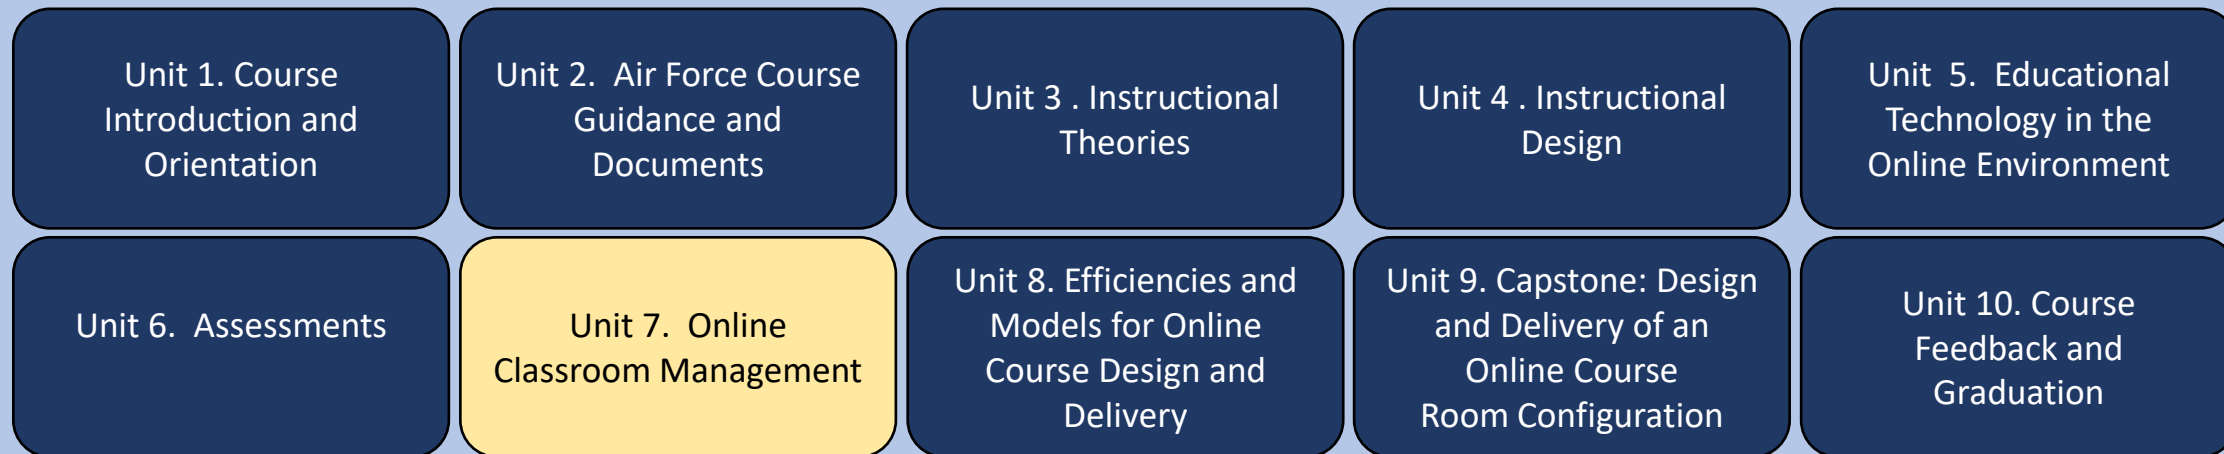 Unit 1. Course
Introduction and
Orientation
Unit 2.  Air Force Course
Guidance and
Documents
Unit 3 . Instructional
Theories
Unit 4 . Instructional
Design
Unit  5.  Educational
Technology in the
Online Environment
Unit 6.  Assessments
Unit 7.  Online
Classroom Management
Unit 8. Efficiencies and
Models for Online
Course Design and
Delivery
Unit 9. Capstone: Design
and Delivery of an
Online Course
Room Configuration
Unit 10. Course
Feedback and
Graduation